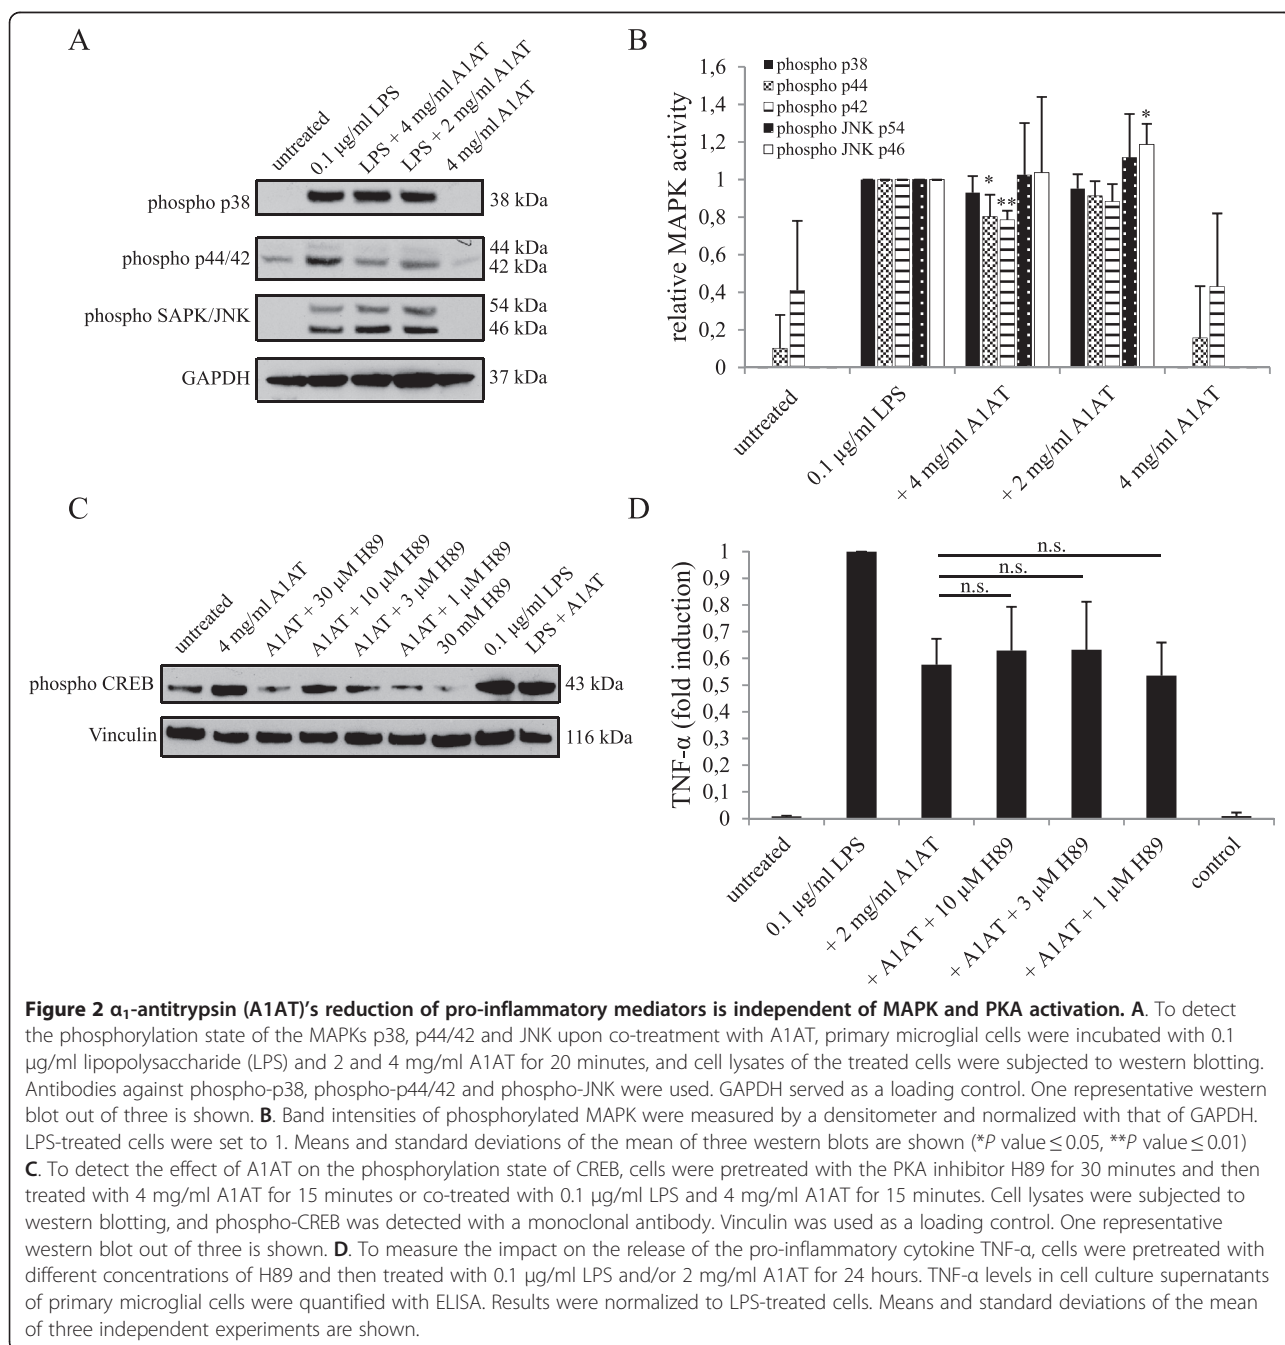 A
untreated
0.1 µg/ml LPS
LPS + 4 mg/ml A1AT
LPS + 2 mg/ml A1AT
4 mg/ml A1AT
phospho p38
38 kDa
phospho p44/42
44 kDa
42 kDa
phospho SAPK/JNK
54 kDa
46 kDa
GAPDH
37 kDa
B
relative MAPK activity
1,6
1,4
1,2
1
0,8
0,6
0,4
0,2
0
phospho p38
phospho p44
phospho p42
phospho JNK p54
phospho JNK p46
*
**
*
untreated
0.1 µg/ml LPS
+ 4 mg/ml A1AT
+ 2 mg/ml A1AT
4 mg/ml A1AT
C
untreated
4 mg/ml A1AT
A1AT + 30 µM H89
A1AT + 10 µM H89
A1AT + 3 µM H89
A1AT + 1 µM H89
30 mM H89
0.1 µg/ml LPS
LPS + A1AT
phospho CREB
43 kDa
Vinculin
116 kDa
D
TNF-α (fold induction)
1
0,9
0,8
0,7
0,6
0,5
0,4
0,3
0,2
0,1
0
n.s.
n.s.
n.s.
untreated
0.1 µg/ml LPS
+ 2 mg/ml A1AT
+ A1AT + 10 µM H89
+ A1AT + 3 µM H89
+ A1AT + 1 µM H89
control
Figure 2 α₁-antitrypsin (A1AT)'s reduction of pro-inflammatory mediators is independent of MAPK and PKA activation. A. To detect
the phosphorylation state of the MAPKs p38, p44/42 and JNK upon co-treatment with A1AT, primary microglial cells were incubated with 0.1
µg/ml lipopolysaccharide (LPS) and 2 and 4 mg/ml A1AT for 20 minutes, and cell lysates of the treated cells were subjected to western blotting.
Antibodies against phospho-p38, phospho-p44/42 and phospho-JNK were used. GAPDH served as a loading control. One representative western
blot out of three is shown. B. Band intensities of phosphorylated MAPK were measured by a densitometer and normalized with that of GAPDH.
LPS-treated cells were set to 1. Means and standard deviations of the mean of three western blots are shown (*P value ≤ 0.05, **P value ≤ 0.01)
C. To detect the effect of A1AT on the phosphorylation state of CREB, cells were pretreated with the PKA inhibitor H89 for 30 minutes and then
treated with 4 mg/ml A1AT for 15 minutes or co-treated with 0.1 µg/ml LPS and 4 mg/ml A1AT for 15 minutes. Cell lysates were subjected to
western blotting, and phospho-CREB was detected with a monoclonal antibody. Vinculin was used as a loading control. One representative
western blot out of three is shown. D. To measure the impact on the release of the pro-inflammatory cytokine TNF-α, cells were pretreated with
different concentrations of H89 and then treated with 0.1 µg/ml LPS and/or 2 mg/ml A1AT for 24 hours. TNF-α levels in cell culture supernatants
of primary microglial cells were quantified with ELISA. Results were normalized to LPS-treated cells. Means and standard deviations of the mean
of three independent experiments are shown.